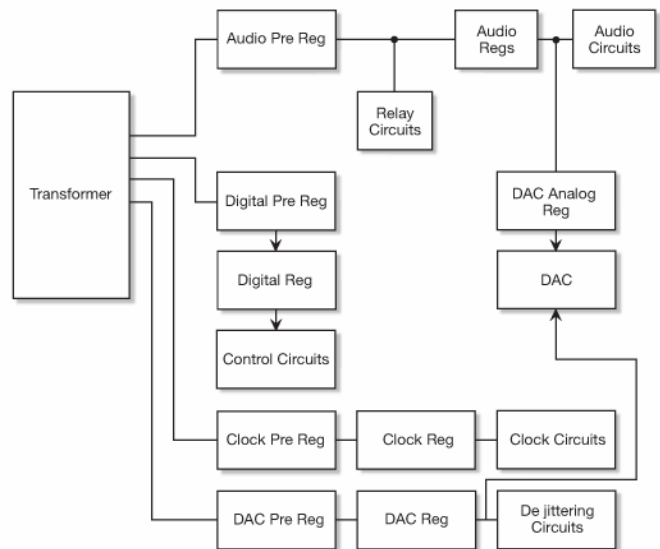 Audio Pre Reg
Audio
Regs
Audio
Circuits
Relay
Circuits
Transformer
Digital Pre Reg
DAC Analog
Reg
Digital Reg
DAC
Control Circuits
Clock Pre Reg
Clock Reg
Clock Circuits
DAC Pre Reg
DAC Reg
De jittering
Circuits